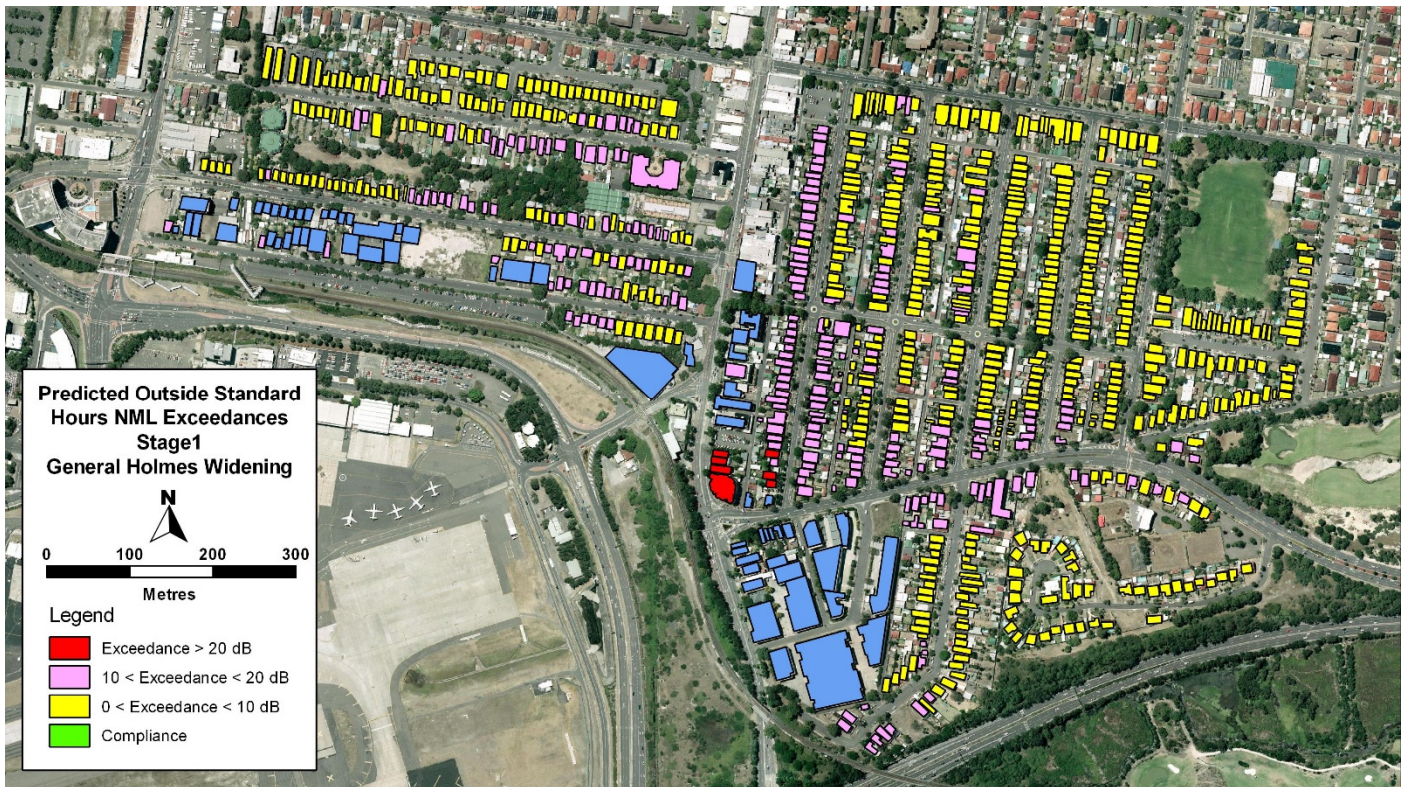 Predicted Outside Standard
Hours NML Exceedances
Stage1
General Holmes Widening
N
0 100 200 300
Metres
Legend
Exceedance > 20 dB
10 < Exceedance < 20 dB
0 < Exceedance < 10 dB
Compliance